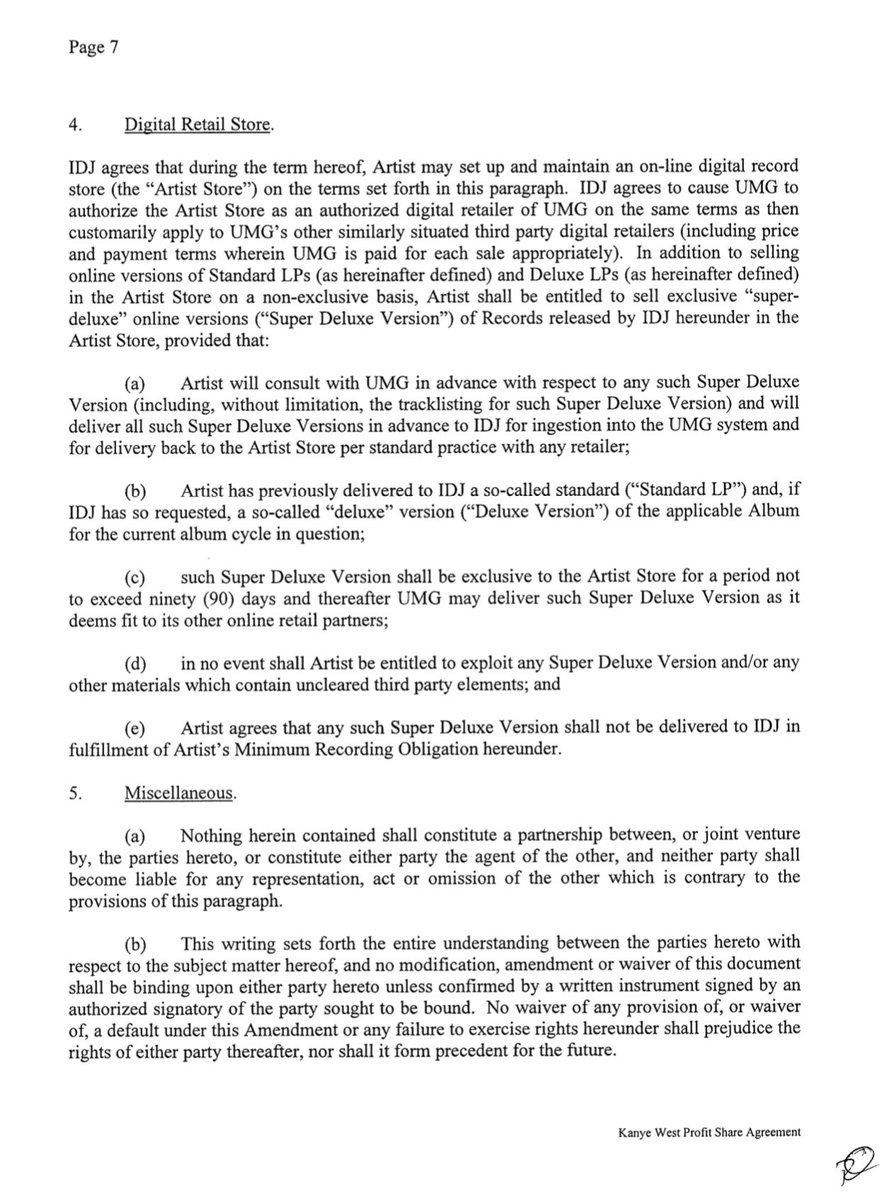 Page 7
4. Digital Retail Store.
IDJ agrees that during the term hereof, Artist may set up and maintain an on-line digital record
store (the “Artist Store”) on the terms set forth in this paragraph. IDJ agrees to cause UMG to
authorize the Artist Store as an authorized digital retailer of UMG on the same terms as then
customarily apply to UMG’s other similarly situated third party digital retailers (including price
and payment terms wherein UMG is paid for each sale appropriately). In addition to selling
online versions of Standard LPs (as hereinafter defined) and Deluxe LPs (as hereinafter defined)
in the Artist Store on a non-exclusive basis, Artist shall be entitled to sell exclusive “super-
deluxe” online versions (“Super Deluxe Version”) of Records released by IDJ hereunder in the
Artist Store, provided that:
(a) Artist will consult with UMG in advance with respect to any such Super Deluxe
Version (including, without limitation, the tracklisting for such Super Deluxe Version) and will
deliver all such Super Deluxe Versions in advance to IDJ for ingestion into the UMG system and
for delivery back to the Artist Store per standard practice with any retailer;
(b) Artist has previously delivered to IDJ a so-called standard (“Standard LP”) and, if
IDJ has so requested, a so-called “deluxe” version (“Deluxe Version”) of the applicable Album
for the current album cycle in question;
(c) such Super Deluxe Version shall be exclusive to the Artist Store for a period not
to exceed ninety (90) days and thereafter UMG may deliver such Super Deluxe Version as it
deems fit to its other online retail partners;
(d) in no event shall Artist be entitled to exploit any Super Deluxe Version and/or any
other materials which contain uncleared third party elements; and
(e) Artist agrees that any such Super Deluxe Version shall not be delivered to IDJ in
fulfillment of Artist’s Minimum Recording Obligation hereunder.
5. Miscellaneous.
(a) Nothing herein contained shall constitute a partnership between, or joint venture
by, the parties hereto, or constitute either party the agent of the other, and neither party shall
become liable for any representation, act or omission of the other which is contrary to the
provisions of this paragraph.
(b) This writing sets forth the entire understanding between the parties hereto with
respect to the subject matter hereof, and no modification, amendment or waiver of this document
shall be binding upon either party hereto unless confirmed by a written instrument signed by an
authorized signatory of the party sought to be bound. No waiver of any provision of, or waiver
of, a default under this Amendment or any failure to exercise rights hereunder shall prejudice the
rights of either party thereafter, nor shall it form precedent for the future.
Kanye West Profit Share Agreement